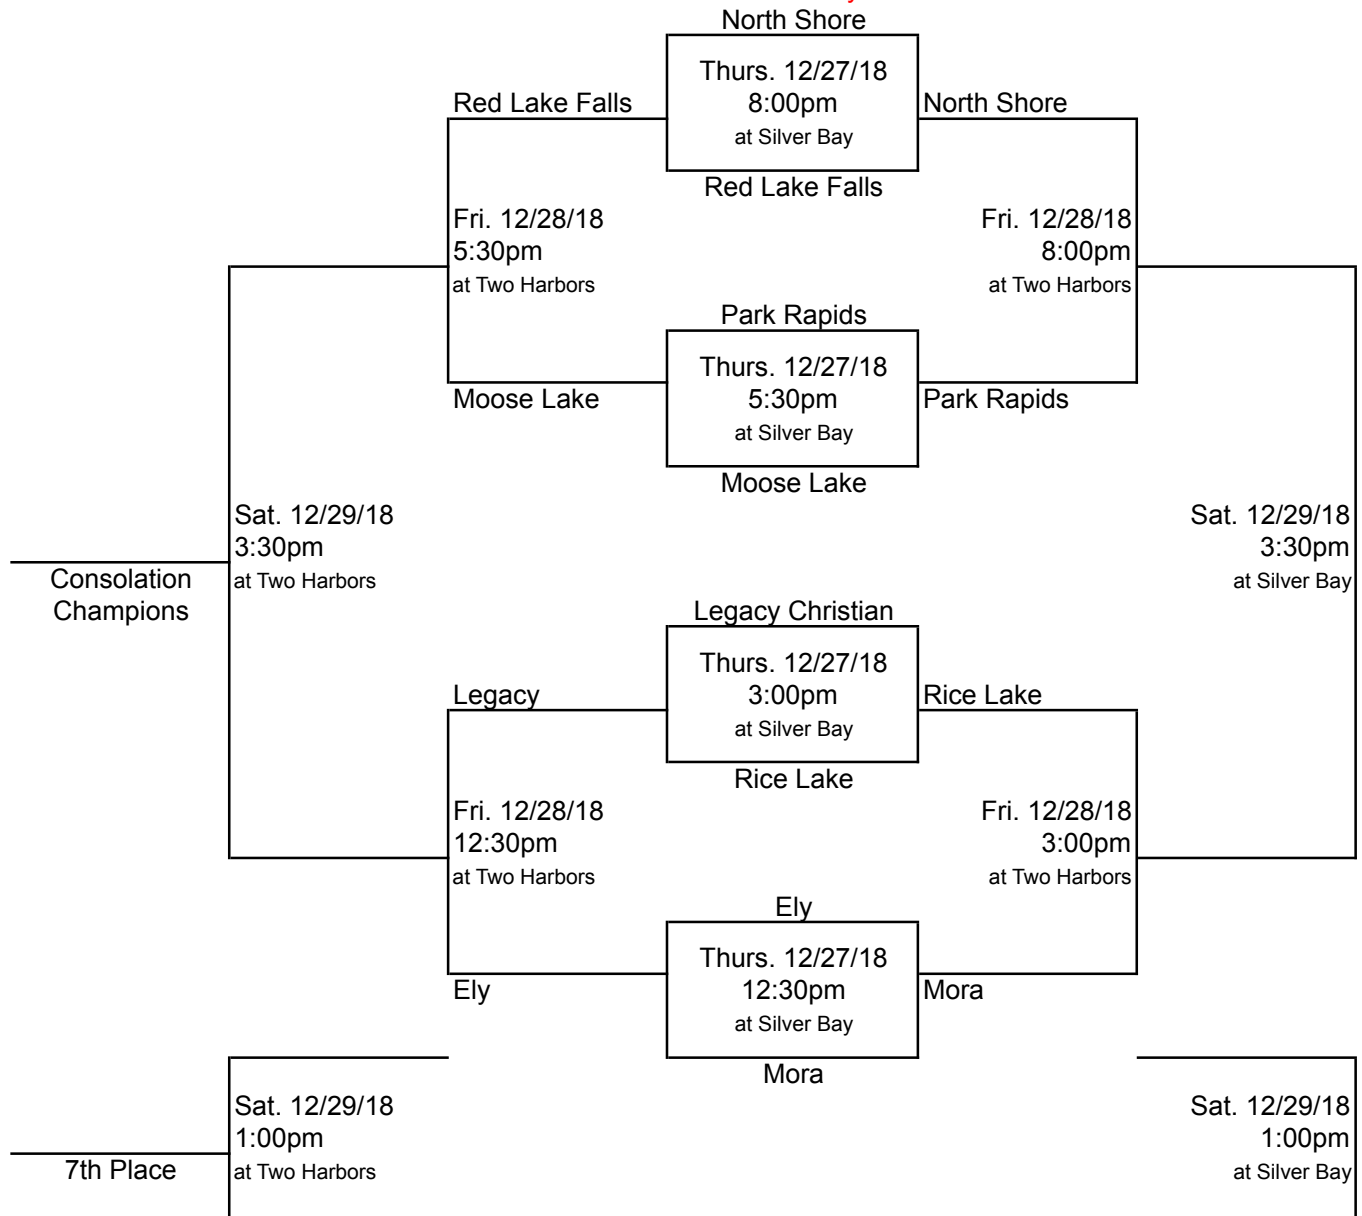 North Shore
Thurs. 12/27/18
Red Lake Falls
8:00pm
North Shore
at Silver Bay
Red Lake Falls
Fri. 12/28/18
5:30pm
at Two Harbors
Fri. 12/28/18
8:00pm
at Two Harbors
Park Rapids
Thurs. 12/27/18
Moose Lake
5:30pm
Park Rapids
at Silver Bay
Moose Lake
Sat. 12/29/18
3:30pm
at Two Harbors
Consolation
Champions
Sat. 12/29/18
3:30pm
at Silver Bay
Legacy Christian
Thurs. 12/27/18
Legacy
3:00pm
Rice Lake
at Silver Bay
Rice Lake
Fri. 12/28/18
12:30pm
at Two Harbors
Fri. 12/28/18
3:00pm
at Two Harbors
Ely
Thurs. 12/27/18
Ely
12:30pm
Mora
at Silver Bay
Mora
Sat. 12/29/18
1:00pm
at Two Harbors
7th Place
Sat. 12/29/18
1:00pm
at Silver Bay